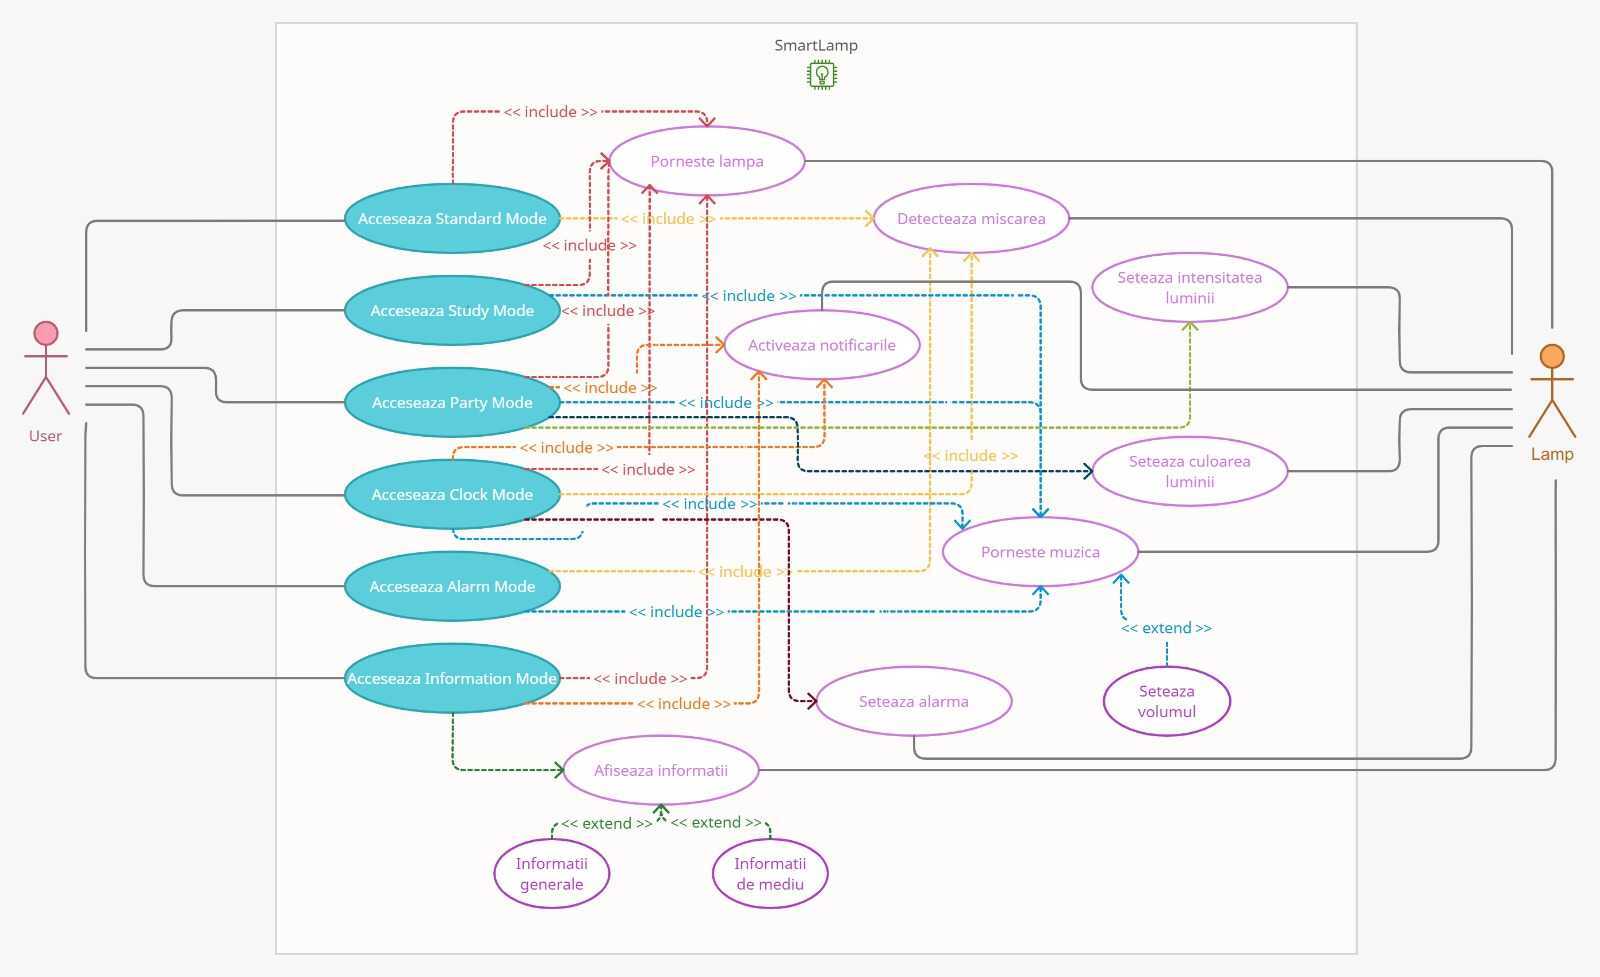 SmartLamp
<< include >>
Porneste lampa
Acceseaza Standard Mode
<< include >>
Detecteaza miscarea
<< include >>
Seteaza intensitatea
luminii
<< include >>
Acceseaza Study Mode
<< include >>
Activeaza notificarile
<< include >>
Acceseaza Party Mode
<< include >>
User
<< include >>
<< include >>
Lamp
Seteaza culoarea
luminii
<< include >>
Acceseaza Clock Mode
<< include >>
Porneste muzica
<< include >>
Acceseaza Alarm Mode
<< include >>
<< extend >>
Acceseaza Information Mode
<< include >>
<< include >>
Seteaza alarma
Seteaza
volumul
Afiseaza informatii
<< extend >>
<< extend >>
Informatii
generale
Informatii
de mediu